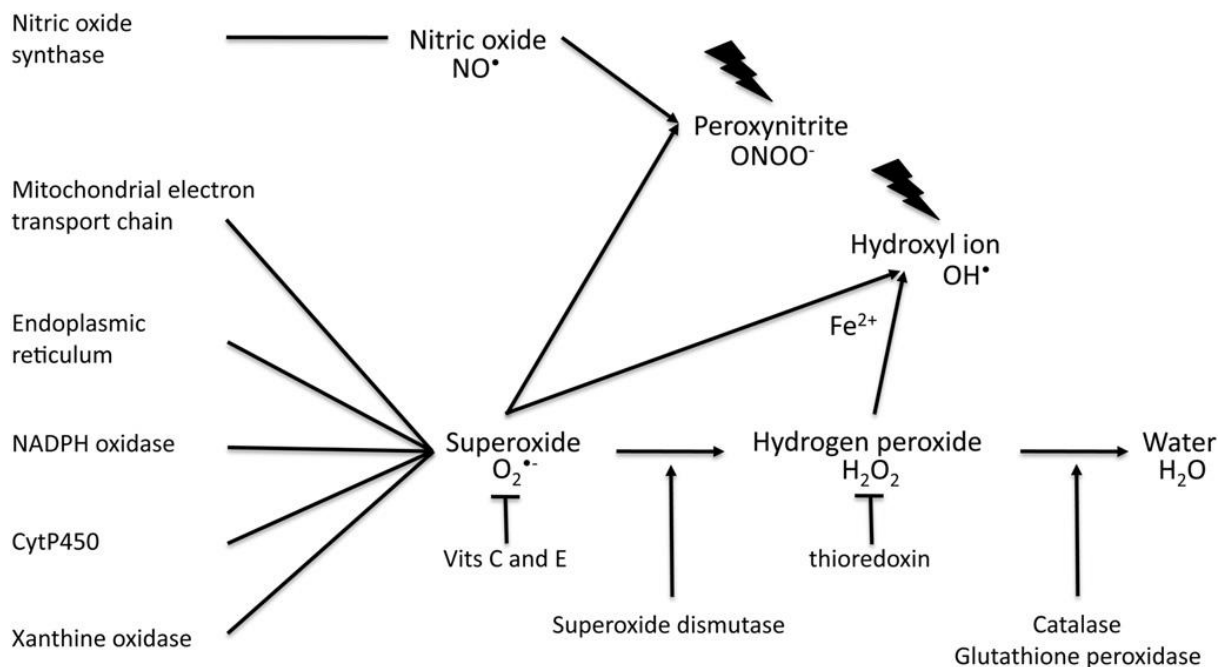 Nitric oxide
synthase
Nitric oxide
NO•
Peroxynitrite
ONOO⁻
Mitochondrial electron
transport chain
Hydroxyl ion
OH•
Endoplasmic
reticulum
Fe²⁺
NADPH oxidase
Superoxide
O₂•⁻
Hydrogen peroxide
H₂O₂
Water
H₂O
CytP450
Vits C and E
thioredoxin
Xanthine oxidase
Superoxide dismutase
Catalase
Glutathione peroxidase